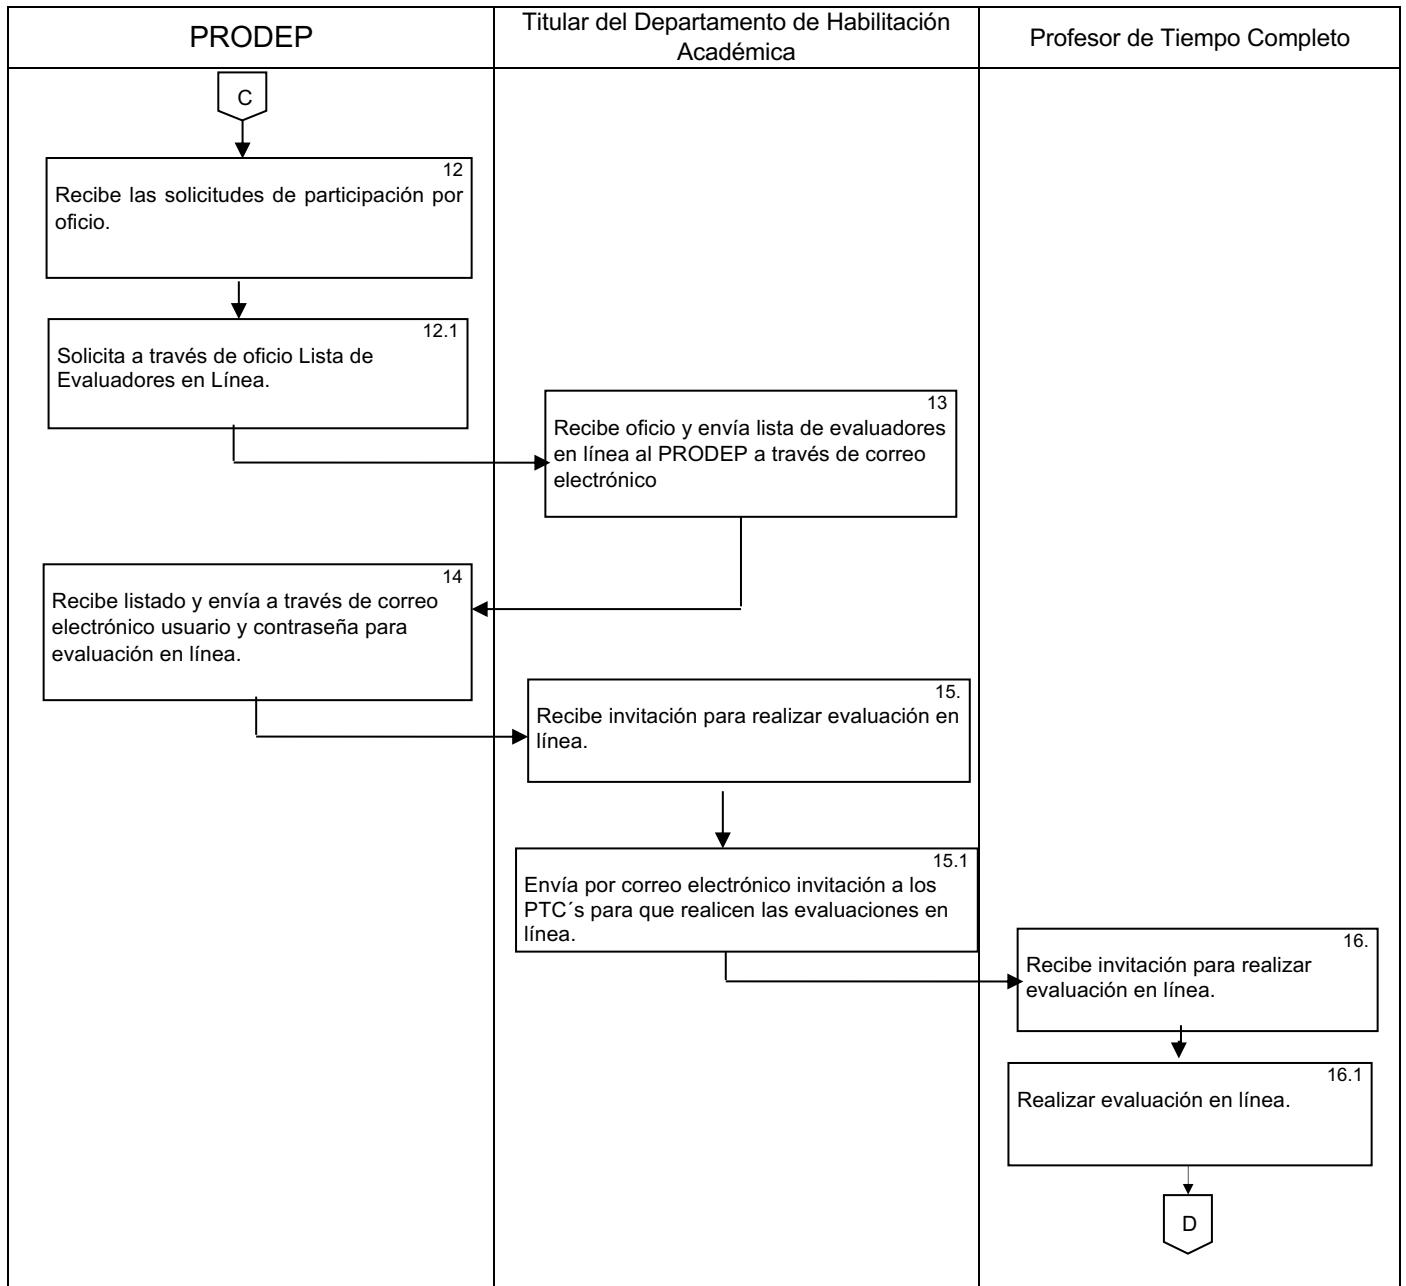 PRODEP
Titular del Departamento de Habilitación
Académica
Profesor de Tiempo Completo
C
12
Recibe las solicitudes de participación por
oficio.
12.1
Solicita a través de oficio Lista de
Evaluadores en Línea.
13
Recibe oficio y envía lista de evaluadores
en línea al PRODEP a través de correo
electrónico
14
Recibe listado y envía a través de correo
electrónico usuario y contraseña para
evaluación en línea.
15.
Recibe invitación para realizar evaluación en
línea.
15.1
Envía por correo electrónico invitación a los
PTC´s para que realicen las evaluaciones en
línea.
16.
Recibe invitación para realizar
evaluación en línea.
16.1
Realizar evaluación en línea.
D